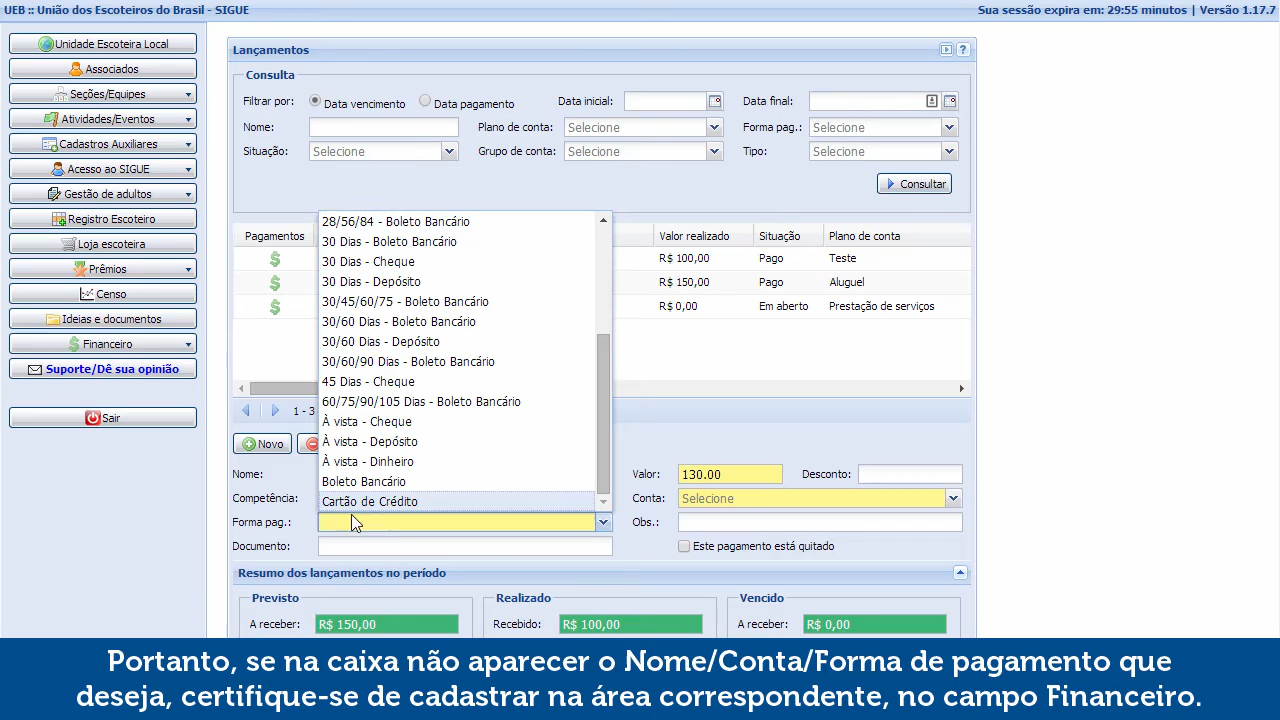 UEB :: União dos Escoteiros do Brasil - SIGUE
Sua sessão expira em: 29:55 minutos | Versão 1.17.7
Unidade Escoteira Local
Associados
Seções/Equipes
Atividades/Eventos
Cadastros Auxiliares
Acesso ao SIGUE
Gestão de adultos
Registro Escoteiro
Loja escoteira
Prêmios
Censo
Ideias e documentos
Financeiro
Suporte/Dê sua opinião
Sair
Lançamentos
Consulta
Filtrar por: Data vencimento Data pagamento Data inicial: Data final:
Nome: Plano de conta: Selecione Forma pag.: Selecione
Situação: Selecione Grupo de conta: Selecione Tipo: Selecione
Consultar
Pagamentos Valor realizado Situação Plano de conta
R$ 100,00 Pago Teste
R$ 150,00 Pago Aluguel
R$ 0,00 Em aberto Prestação de serviços
1 - 3
Novo
28/56/84 - Boleto Bancário
30 Dias - Boleto Bancário
30 Dias - Cheque
30 Dias - Depósito
30/45/60/75 - Boleto Bancário
30/60 Dias - Boleto Bancário
30/60 Dias - Depósito
30/60/90 Dias - Boleto Bancário
45 Dias - Cheque
60/75/90/105 Dias - Boleto Bancário
À vista - Cheque
À vista - Depósito
À vista - Dinheiro
Boleto Bancário
Cartão de Crédito
Nome: Valor: 130.00 Desconto:
Competência: Conta: Selecione
Forma pag.: Obs.:
Documento: Este pagamento está quitado
Resumo dos lançamentos no período
Previsto Realizado Vencido
A receber: R$ 150,00 Recebido: R$ 100,00 A receber: R$ 0,00
Portanto, se na caixa não aparecer o Nome/Conta/Forma de pagamento que
deseja, certifique-se de cadastrar na área correspondente, no campo Financeiro.